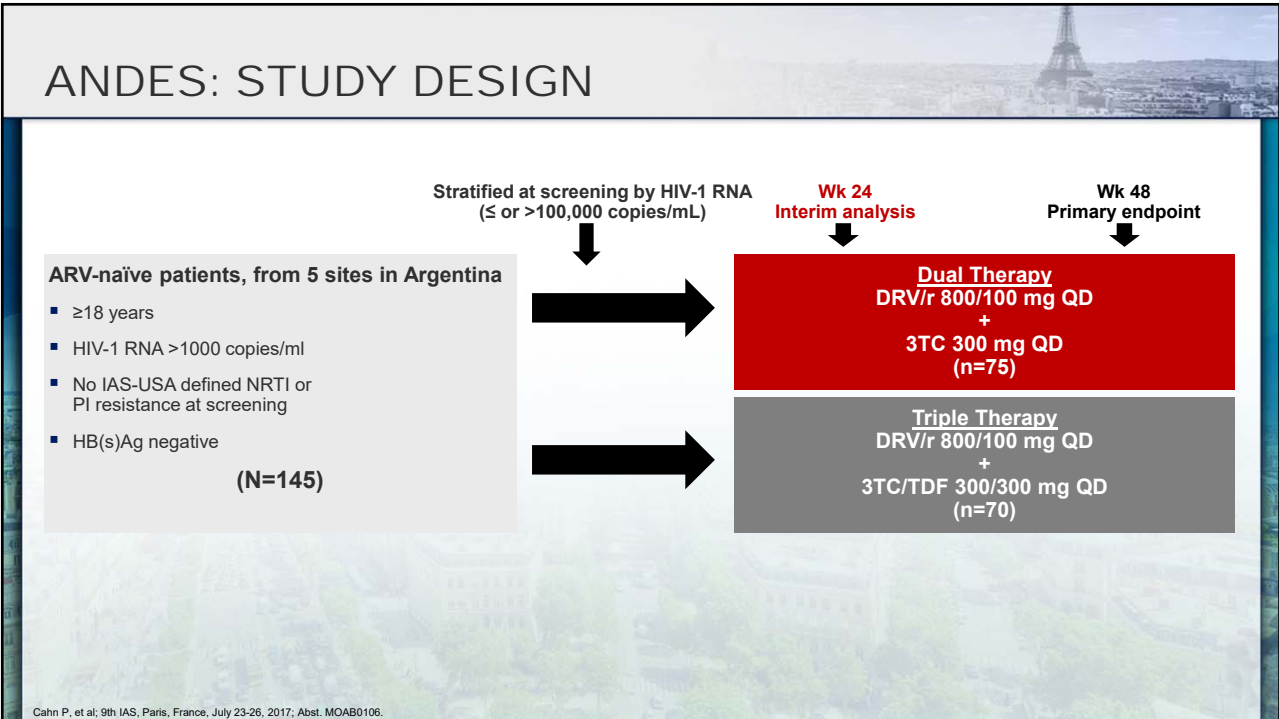 ANDES: STUDY DESIGN
Stratified at screening by HIV-1 RNA
(≤ or >100,000 copies/mL)
Wk 24
Interim analysis
Wk 48
Primary endpoint
ARV-naïve patients, from 5 sites in Argentina
▪ ≥18 years
▪ HIV-1 RNA >1000 copies/ml
▪ No IAS-USA defined NRTI or
PI resistance at screening
▪ HB(s)Ag negative
(N=145)
Dual Therapy
DRV/r 800/100 mg QD
+
3TC 300 mg QD
(n=75)
Triple Therapy
DRV/r 800/100 mg QD
+
3TC/TDF 300/300 mg QD
(n=70)
Cahn P, et al; 9th IAS, Paris, France, July 23-26, 2017; Abst. MOAB0106.